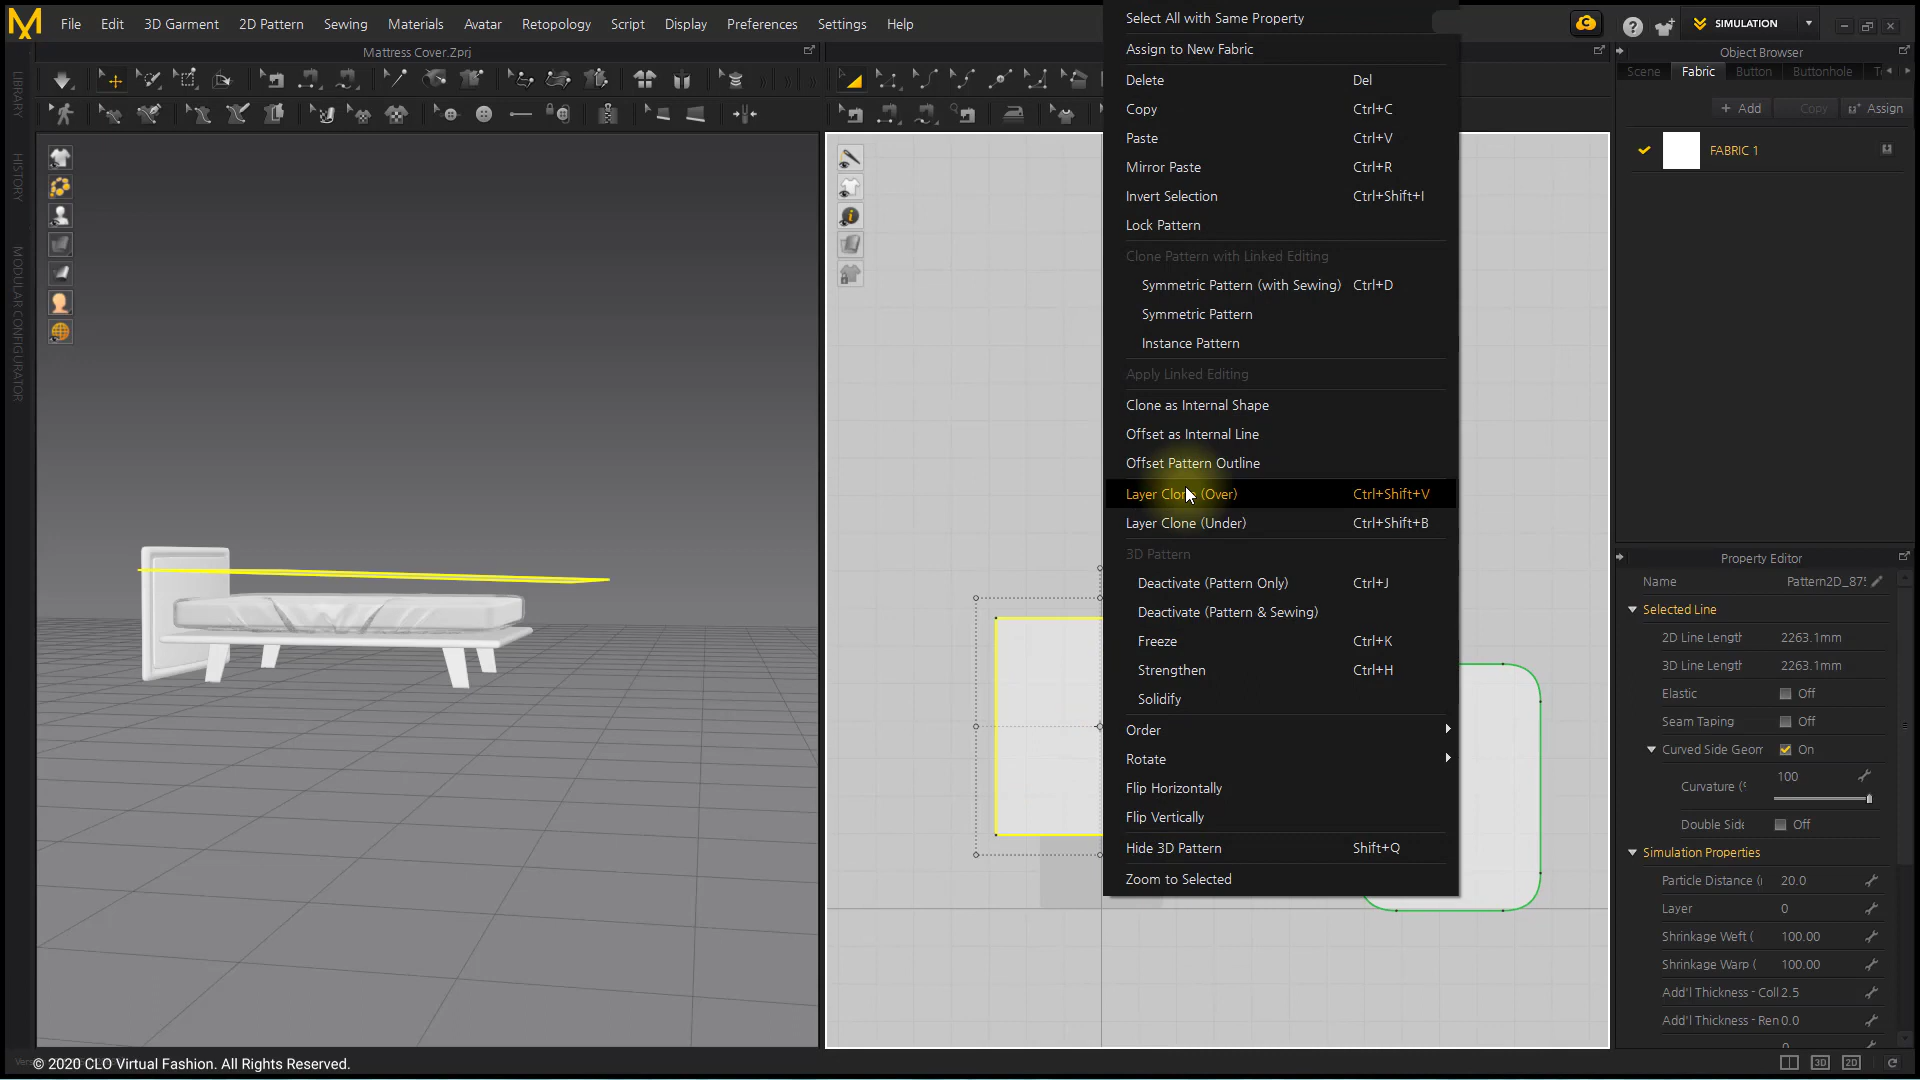 File Edit 3D Garment 2D Pattern Sewing Materials Avatar Retopology Script Display Preferences Settings Help
SIMULATION
Mattress Cover.Zprj
Object Browser
Scene Fabric Button Buttonhole
+ Add Copy Assign
FABRIC 1
LIBRARY
HISTORY
MODULAR CONFIGURATOR
Select All with Same Property
Assign to New Fabric
Delete Del
Copy Ctrl+C
Paste Ctrl+V
Mirror Paste Ctrl+R
Invert Selection Ctrl+Shift+I
Lock Pattern
Clone Pattern with Linked Editing
Symmetric Pattern (with Sewing) Ctrl+D
Symmetric Pattern
Instance Pattern
Apply Linked Editing
Clone as Internal Shape
Offset as Internal Line
Offset Pattern Outline
Layer Clone (Over) Ctrl+Shift+V
Layer Clone (Under) Ctrl+Shift+B
3D Pattern
Deactivate (Pattern Only) Ctrl+J
Deactivate (Pattern & Sewing)
Freeze Ctrl+K
Strengthen Ctrl+H
Solidify
Order
Rotate
Flip Horizontally
Flip Vertically
Hide 3D Pattern Shift+Q
Zoom to Selected
Property Editor
Name Pattern2D_87
Selected Line
2D Line Length 2263.1mm
3D Line Length 2263.1mm
Elastic Off
Seam Taping Off
Curved Side Geom On
Curvature ( 100
Double Side Off
Simulation Properties
Particle Distance ( 20.0
Layer 0
Shrinkage Weft ( 100.00
Shrinkage Warp ( 100.00
Add'l Thickness - Coll 2.5
Add'l Thickness - Ren 0.0
3D 2D
© 2020 CLO Virtual Fashion. All Rights Reserved.